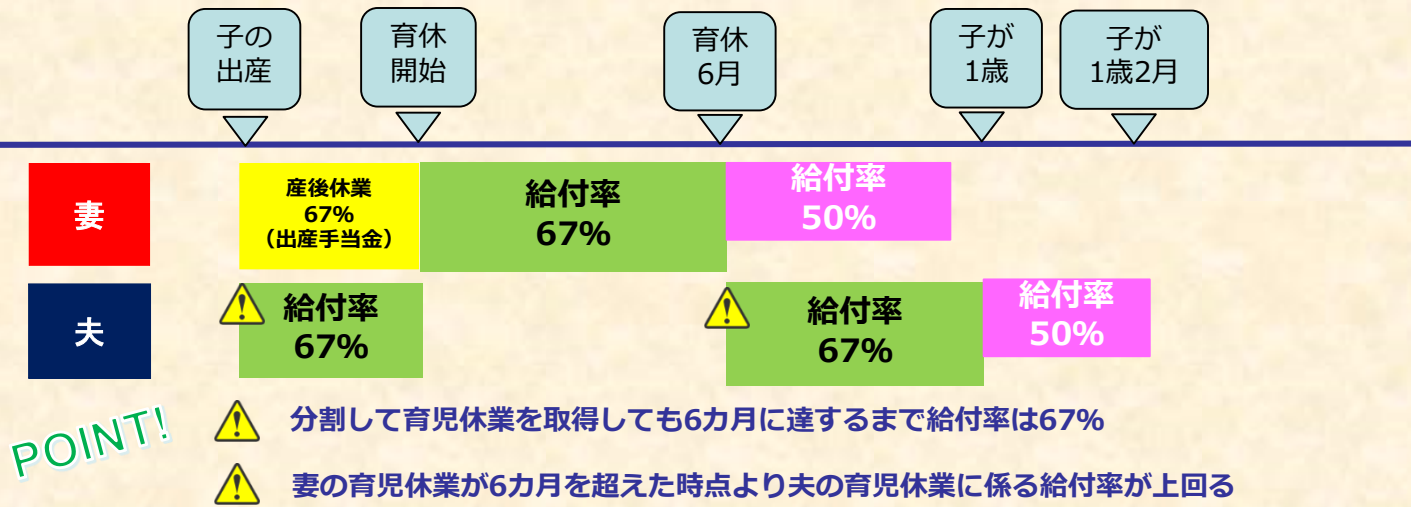 子の
出産
育休
開始
育休
6月
子が
1歳
子が
1歳2月
妻
産後休業
67%
（出産手当金）
給付率
67%
給付率
50%
夫
給付率
67%
給付率
67%
給付率
50%
POINT!
分割して育児休業を取得しても6カ月に達するまで給付率は67%
妻の育児休業が6カ月を超えた時点より夫の育児休業に係る給付率が上回る